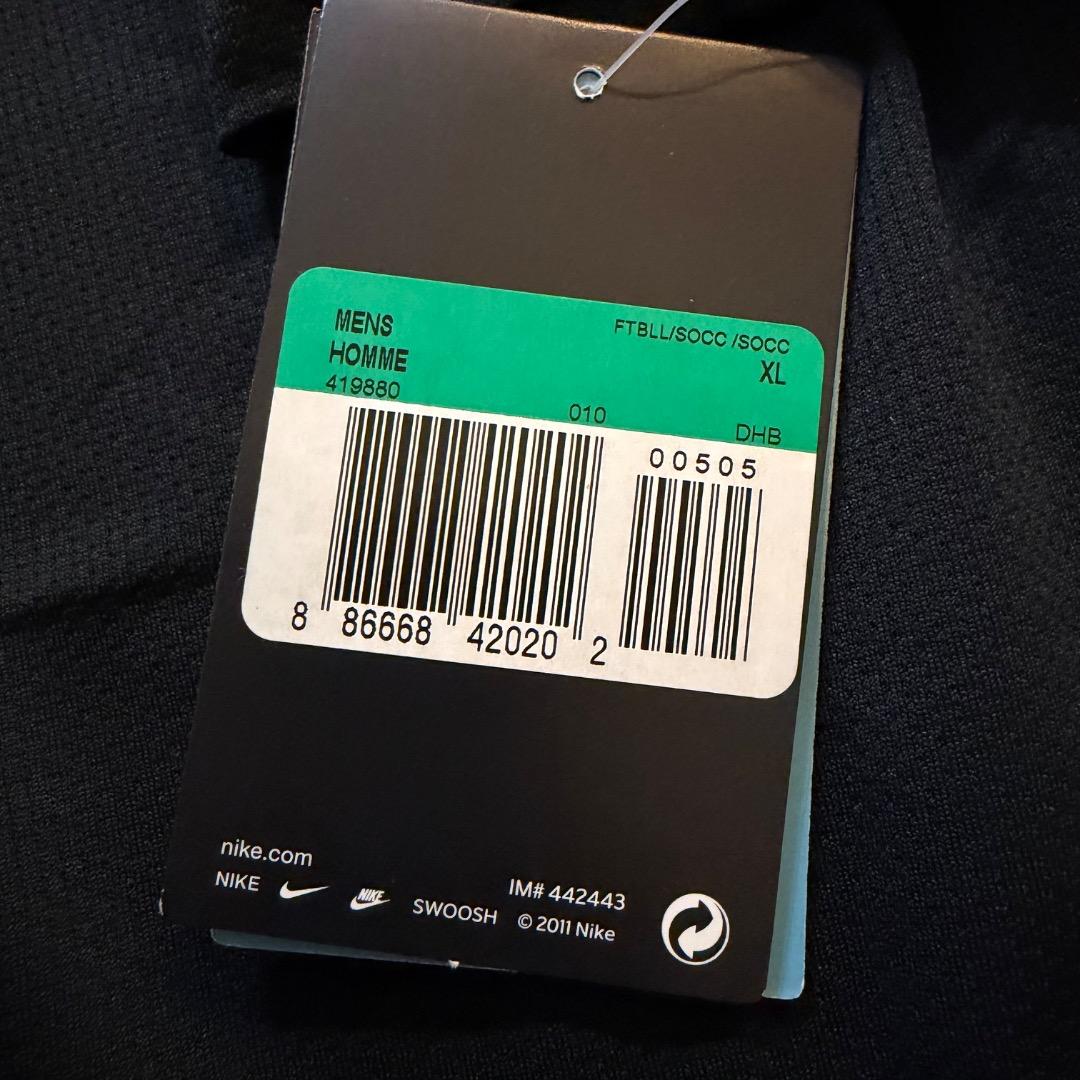 MENS
HOMME
FTBLL/SOCC /SOCC
XL
419880
010
DHB
00505
8 86668 42020 2
nike.com
NIKE NIKE SWOOSH
IM# 442443
© 2011 Nike